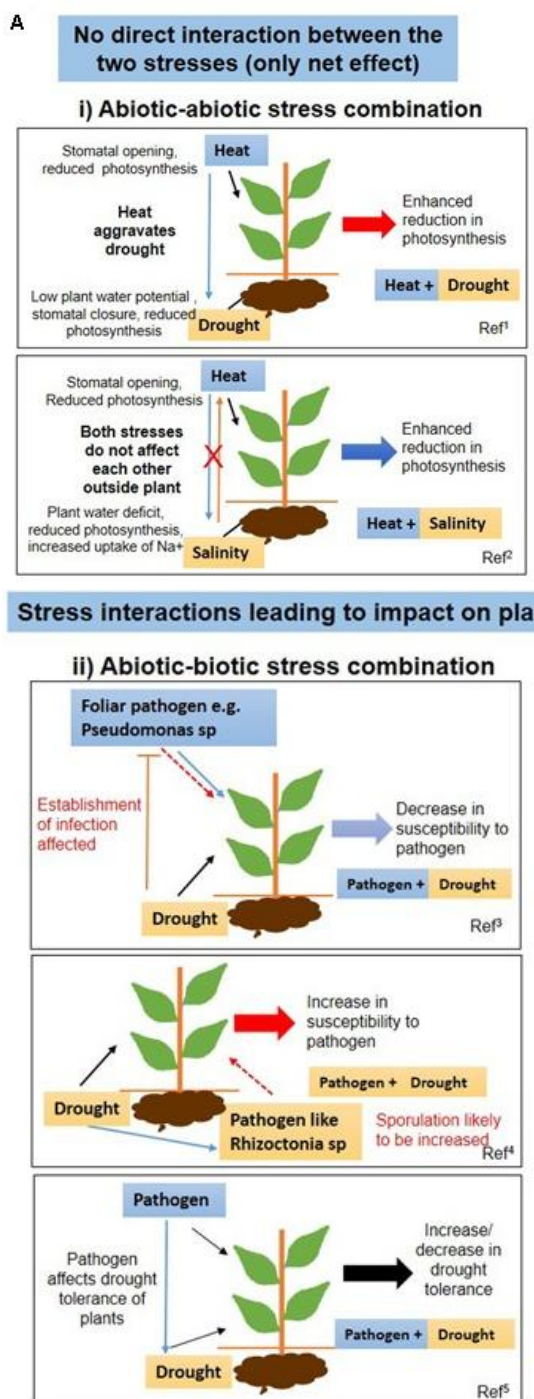 A
No direct interaction between the
two stresses (only net effect)
i) Abiotic-abiotic stress combination
Stomatal opening,
reduced photosynthesis
Heat
Heat
aggravates
drought
Low plant water potential ,
stomatal closure, reduced
photosynthesis
Drought
Enhanced
reduction in
photosynthesis
Heat + Drought
Ref1
Stomatal opening,
Reduced photosynthesis
Heat
Both stresses
do not affect
each other
outside plant
Plant water deficit,
reduced photosynthesis,
increased uptake of Na+
Salinity
Enhanced
reduction in
photosynthesis
Heat + Salinity
Ref2
Stress interactions leading to impact on pla
ii) Abiotic-biotic stress combination
Foliar pathogen e.g.
Pseudomonas sp
Establishment
of infection
affected
Drought
Decrease in
susceptibility to
pathogen
Pathogen + Drought
Ref3
Drought
Pathogen like
Rhizoctonia sp
Increase in
susceptibility to
pathogen
Pathogen + Drought
Sporulation likely
to be increased
Ref4
Pathogen
Pathogen
affects drought
tolerance of
plants
Drought
Increase/
decrease in
drought
tolerance
Pathogen + Drought
Ref5